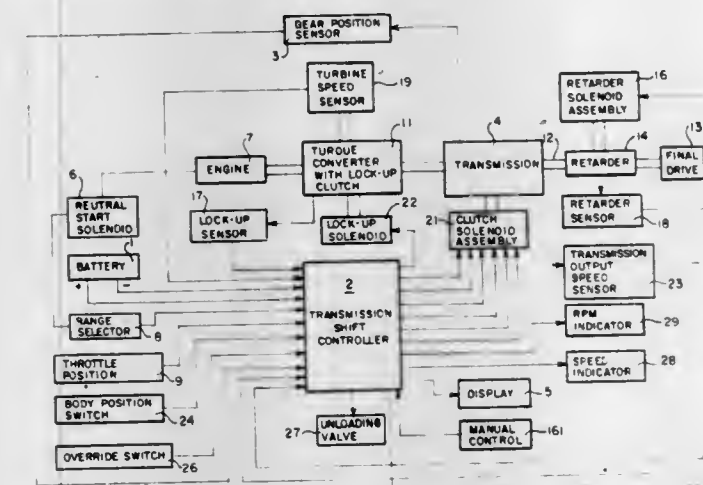 GEAR POSITION
SENSOR
3
TURBINE
SPEED
SENSOR
19
16
RETARDER
SOLENOID
ASSEMBLY
7
ENGINE
11
TURQUE
CONVERTER
WITH LOCK-UP
CLUTCH
4
TRANSMISSION
12
14
RETARDER
13
FINAL
DRIVE
6
REUTRAL
START
SOLENOID
17
LOCK-UP
SENSOR
22
LOCK-UP
SOLENOID
21
CLUTCH
SOLENOID
ASSEMBLY
RETARDER
SENSOR
18
1
BATTERY
+ −
2
TRANSMISSION
SHIFT
CONTROLLER
TRANSMISSION
OUTPUT
SPEED
SENSOR
23
RANGE
SELECTOR
8
RPM
INDICATOR
29
THROTTLE
POSITION
9
SPEED
INDICATOR
28
BODY POSITION
SWITCH
24
DISPLAY
5
OVERRIDE SWITCH
26
27
UNLOADING
VALVE
MANUAL
CONTROL
161